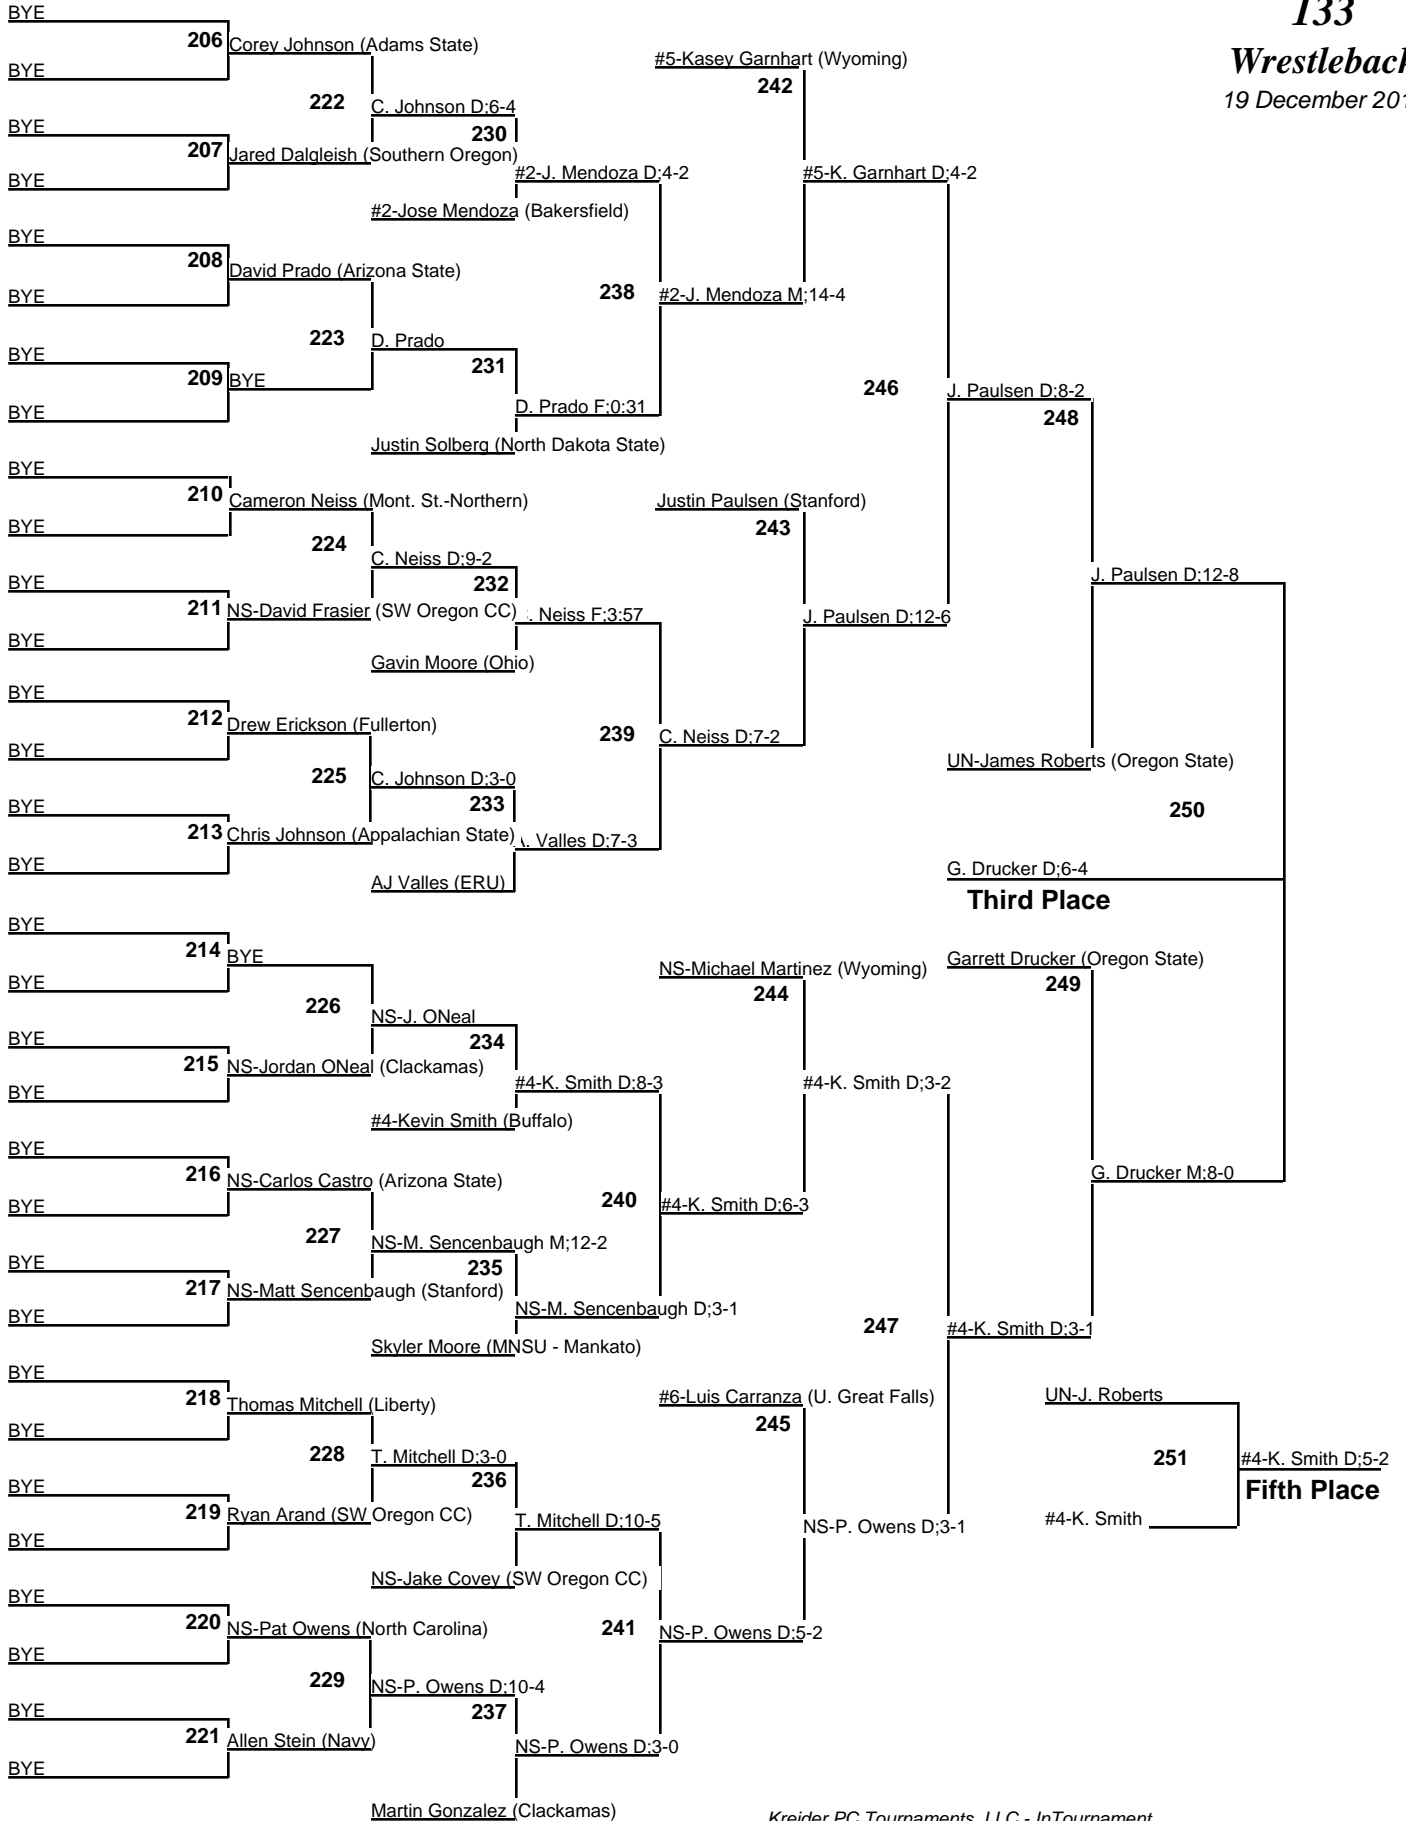 133
Wrestleback
19 December 201
BYE
206 Corey Johnson (Adams State)
BYE
222 C. Johnson D;6-4
BYE
230
207 Jared Dalgleish (Southern Oregon)
BYE
#2-J. Mendoza D;4-2
#2-Jose Mendoza (Bakersfield)
BYE
208 David Prado (Arizona State)
BYE
238 #2-J. Mendoza M;14-4
223 D. Prado
BYE
231
209 BYE
BYE
D. Prado F;0:31
Justin Solberg (North Dakota State)
#5-Kasey Garnhart (Wyoming)
242
#5-K. Garnhart D;4-2
246 J. Paulsen D;8-2
248
BYE
210 Cameron Neiss (Mont. St.-Northern)
BYE
224 C. Neiss D;9-2
232
BYE
211 NS-David Frasier (SW Oregon CC)
. Neiss F;3:57
BYE
Gavin Moore (Ohio)
Justin Paulsen (Stanford)
243
J. Paulsen D;12-6
J. Paulsen D;12-8
BYE
212 Drew Erickson (Fullerton)
BYE
239 C. Neiss D;7-2
225 C. Johnson D;3-0
233
BYE
213 Chris Johnson (Appalachian State)
. Valles D;7-3
BYE
AJ Valles (ERU)
UN-James Roberts (Oregon State)
250
G. Drucker D;6-4
Third Place
BYE
214 BYE
BYE
226 NS-J. ONeal
234
BYE
215 NS-Jordan ONeal (Clackamas)
BYE
#4-K. Smith D;8-3
#4-Kevin Smith (Buffalo)
NS-Michael Martinez (Wyoming)
244
#4-K. Smith D;3-2
Garrett Drucker (Oregon State)
249
G. Drucker M;8-0
BYE
216 NS-Carlos Castro (Arizona State)
BYE
240 #4-K. Smith D;6-3
227 NS-M. Sencenbaugh M;12-2
235
BYE
217 NS-Matt Sencenbaugh (Stanford)
BYE
NS-M. Sencenbaugh D;3-1
Skyler Moore (MNSU - Mankato)
247 #4-K. Smith D;3-1
BYE
218 Thomas Mitchell (Liberty)
BYE
228 T. Mitchell D;3-0
236
BYE
219 Ryan Arand (SW Oregon CC)
BYE
T. Mitchell D;10-5
NS-Jake Covey (SW Oregon CC)
#6-Luis Carranza (U. Great Falls)
245
NS-P. Owens D;3-1
UN-J. Roberts
251 #4-K. Smith D;5-2
Fifth Place
#4-K. Smith
BYE
220 NS-Pat Owens (North Carolina)
BYE
241 NS-P. Owens D;5-2
229 NS-P. Owens D;10-4
237
BYE
221 Allen Stein (Navy)
BYE
NS-P. Owens D;3-0
Martin Gonzalez (Clackamas)
Kreider PC Tournaments, LLC - InTournament